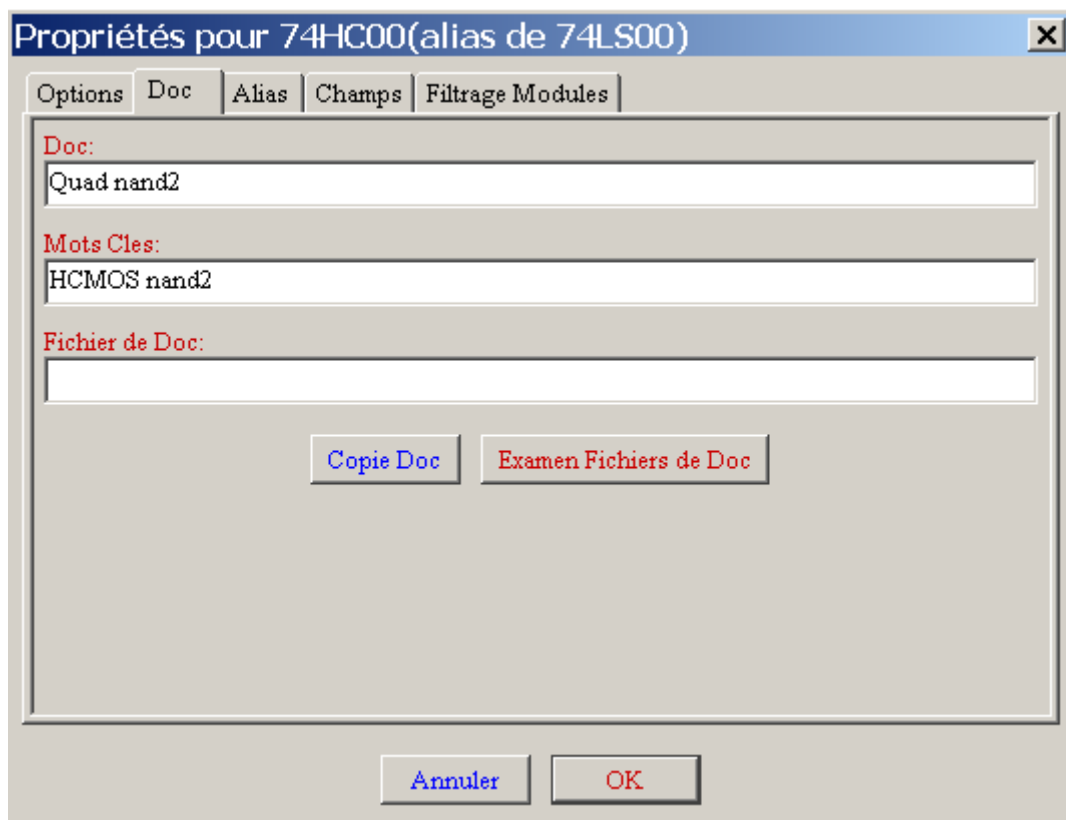 Propriétés pour 74HC00(alias de 74LS00)
Options Doc Alias Champs Filtrage Modules
Doc:
Quad nand2
Mots Cles:
HCMOS nand2
Fichier de Doc:
Copie Doc Examen Fichiers de Doc
Annuler OK